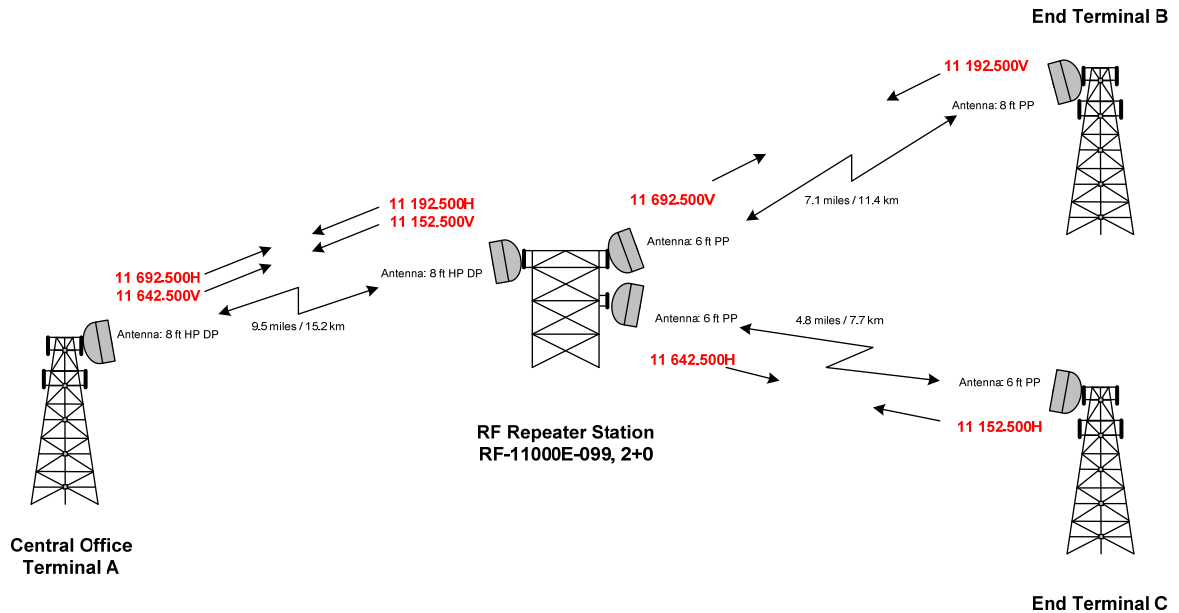 End Terminal B
11 192.500V
Antenna: 8 ft PP
7.1 miles / 11.4 km
11 692.500V
11 192.500H
11 152.500V
Antenna: 6 ft PP
Antenna: 8 ft HP DP
11 692.500H
11 642.500V
9.5 miles / 15.2 km
Antenna: 8 ft HP DP
Antenna: 6 ft PP
4.8 miles / 7.7 km
11 642.500H
Antenna: 6 ft PP
11 152.500H
RF Repeater Station
RF-11000E-099, 2+0
Central Office
Terminal A
End Terminal C